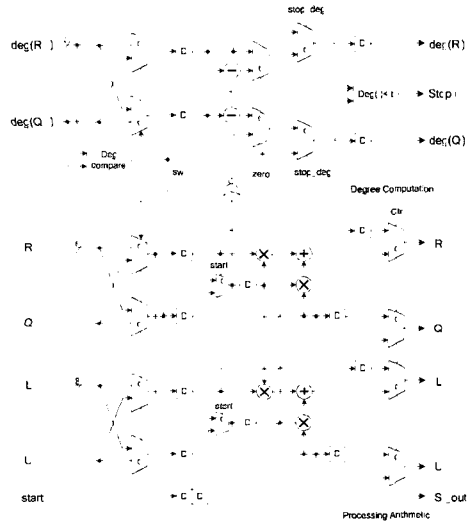 stop_deg
deg(R ) D D deg(R)
Deg( )< t Stop
deg(Q ) D D deg(Q)
Deg
compare
sw zero stop_deg
Degree Computation
D Ctr
R D R
start
D
Q D D Q
L D D L
start
D
L D D L
start D D S_out
Processing Arithmetic